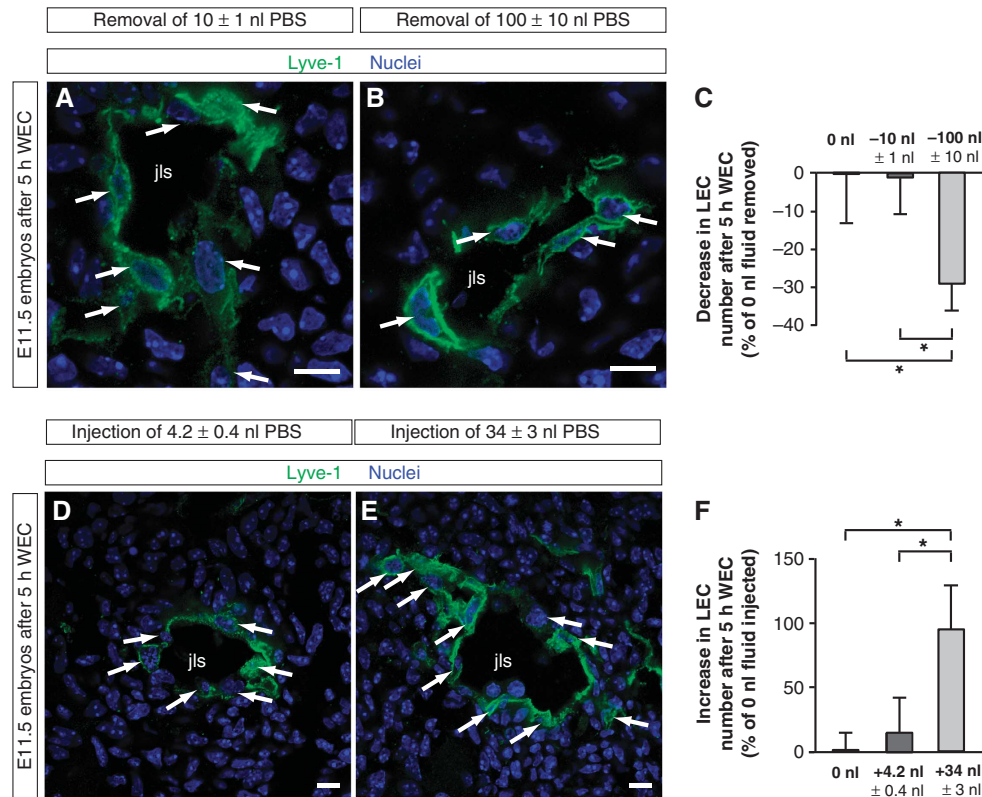 Removal of 10 ± 1 nl PBS
Removal of 100 ± 10 nl PBS
Lyve-1 Nuclei
E11.5 embryos after 5 h WEC
A
jls
B
jls
C
0 nl −10 nl −100 nl
± 1 nl ± 10 nl
Decrease in LEC
number after 5 h WEC
(% of 0 nl fluid removed)
0
−10
−20
−30
−40
*
*
Injection of 4.2 ± 0.4 nl PBS
Injection of 34 ± 3 nl PBS
Lyve-1 Nuclei
E11.5 embryos after 5 h WEC
D
jls
E
jls
F
*
*
Increase in LEC
number after 5 h WEC
(% of 0 nl fluid injected)
150
100
50
0
0 nl +4.2 nl +34 nl
± 0.4 nl ± 3 nl